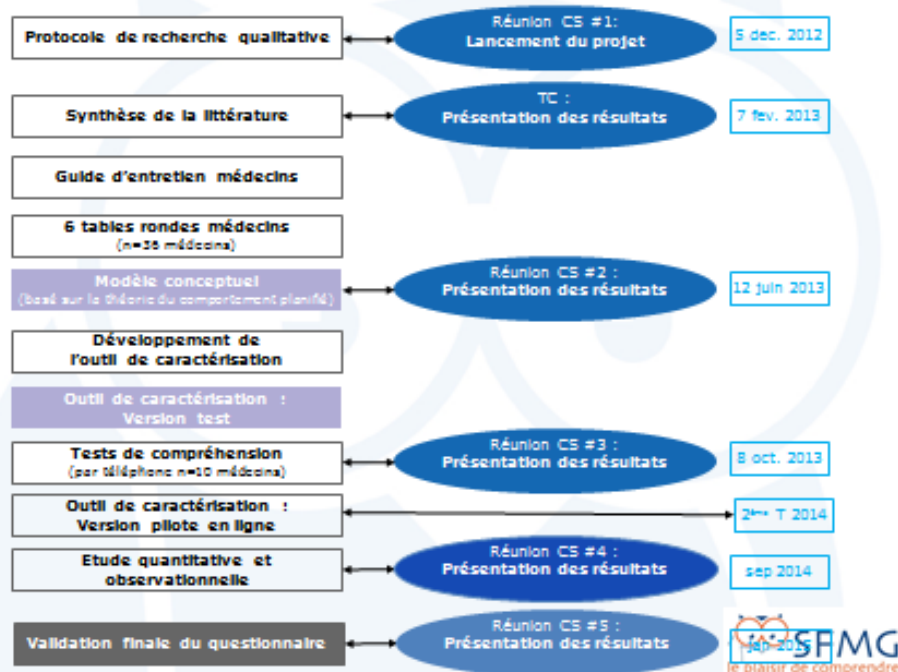 Protocole de recherche qualitative
Réunion CS #1:
Lancement du projet
5 dec. 2012
Synthèse de la littérature
TC :
Présentation des résultats
7 fev. 2013
Guide d'entretien médecins
6 tables rondes médecins
(n=36 médecins)
Modèle conceptuel
(basé sur la théorie du comportement planifié)
Réunion CS #2 :
Présentation des résultats
12 juin 2013
Développement de
l'outil de caractérisation
Outil de caractérisation :
Version test
Tests de compréhension
(par téléphone n=10 médecins)
Réunion CS #3 :
Présentation des résultats
8 oct. 2013
Outil de caractérisation :
Version pilote en ligne
2ème T 2014
Etude quantitative et
observationnelle
Réunion CS #4 :
Présentation des résultats
sep 2014
Validation finale du questionnaire
Réunion CS #5 :
Présentation des résultats
SFMG
le plaisir de comprendre